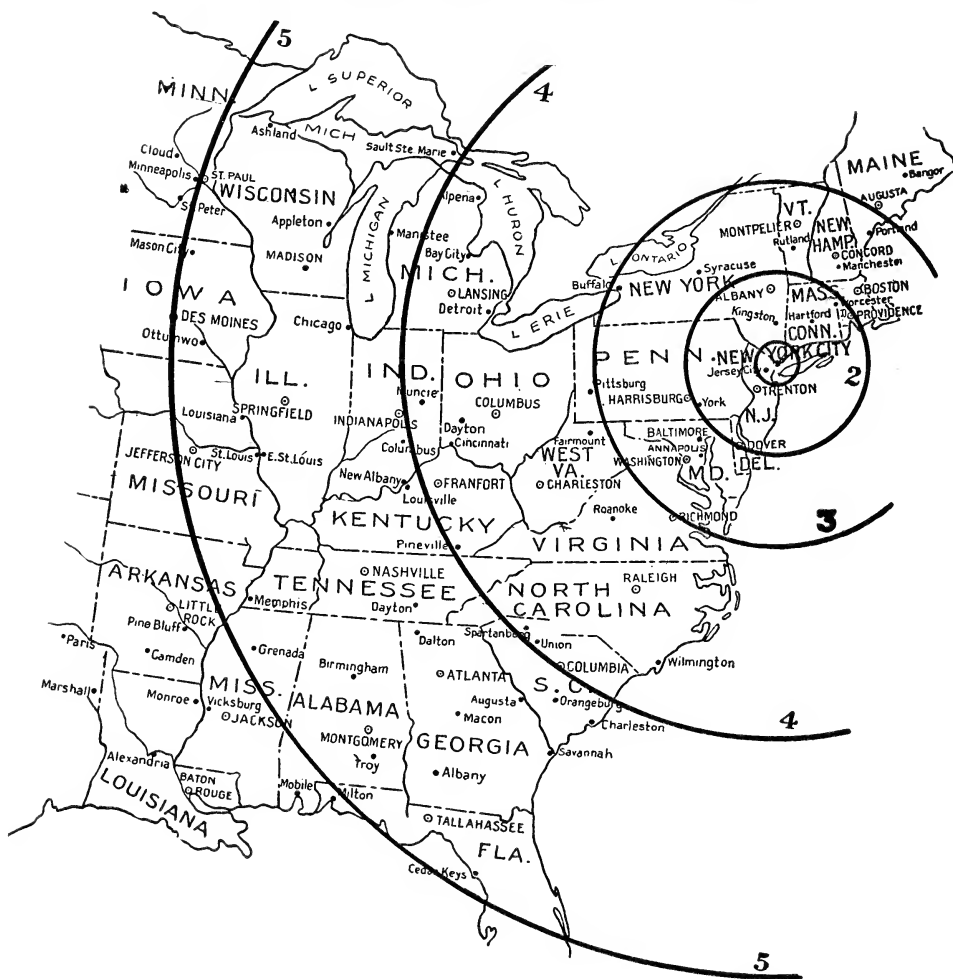 5
MINN.
L SUPERIOR
4
Ashland
MICH
Sault Ste Marie
MAINE
Cloud
Bangor
Minneapolis
ST. PAUL
WISCONSIN
Alpena
L HURON
AUGUSTA
St Peter
VT.
Portland
Appleton
L MICHIGAN
MONTPELIER
NEW
HAMP.
Manistee
Rutland
Mason City
MADISON
Bay City
MICH.
L ONTARIO
CONCORD
Manchester
Syracuse
IOWA
LANSING
Buffalo
NEW YORK
ALBANY
MASS.
BOSTON
Worcester
Detroit
DES MOINES
Chicago
L ERIE
Kingston
Hartford
PROVIDENCE
CONN.
Ottumwo
PENN.
NEW YORK CITY
ILL.
IND.
OHIO
Jersey City
2
Muncie
Pittsburg
TRENTON
COLUMBUS
HARRISBURG
York
N.J.
Louisiana
SPRINGFIELD
INDIANAPOLIS
Dayton
Cincinnati
Fairmount
BALTIMORE
ANNAPOLIS
DOVER
Columbus
WEST
VA.
WASHINGTON
MD.
DEL.
JEFFERSON CITY
St. Louis
E. St. Louis
MISSOURI
New Albany
Louisville
FRANFORT
CHARLESTON
Roanoke
RICHMOND
3
KENTUCKY
Pineville
VIRGINIA
ARKANSAS
NASHVILLE
TENNESSEE
RALEIGH
NORTH
CAROLINA
LITTLE
ROCK
Memphis
Dayton
Pine Bluff
Paris
Dalton
Spartanberg
Union
Camden
Grenada
Birmingham
ATLANTA
COLUMBIA
Wilmington
Marshall
MISS.
S.C.
Monroe
Vicksburg
ALABAMA
Augusta
Orangeburg
JACKSON
Macon
Charleston
4
MONTGOMERY
GEORGIA
Alexandria
Troy
Savannah
BATON
ROUGE
Albany
LOUISIANA
Mobile
Milton
TALLAHASSEE
FLA.
Cedar Keys
5